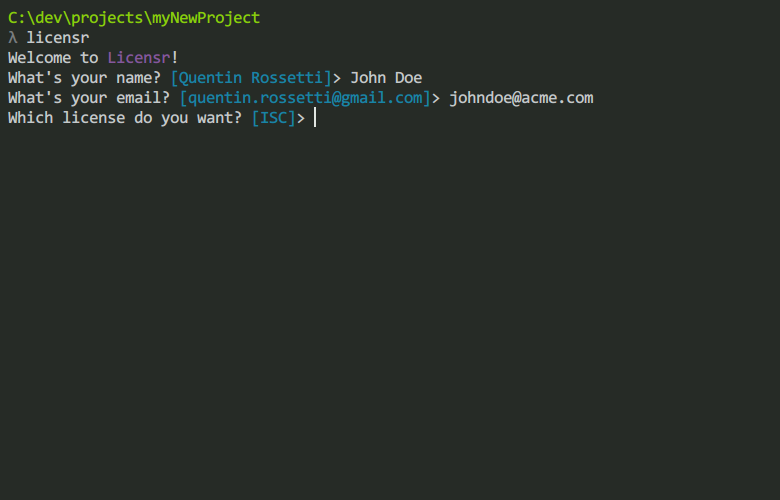 C:\dev\projects\myNewProject
λ licensr
Welcome to Licensr!
What's your name? [Quentin Rossetti]> John Doe
What's your email? [quentin.rossetti@gmail.com]> johndoe@acme.com
Which license do you want? [ISC]>